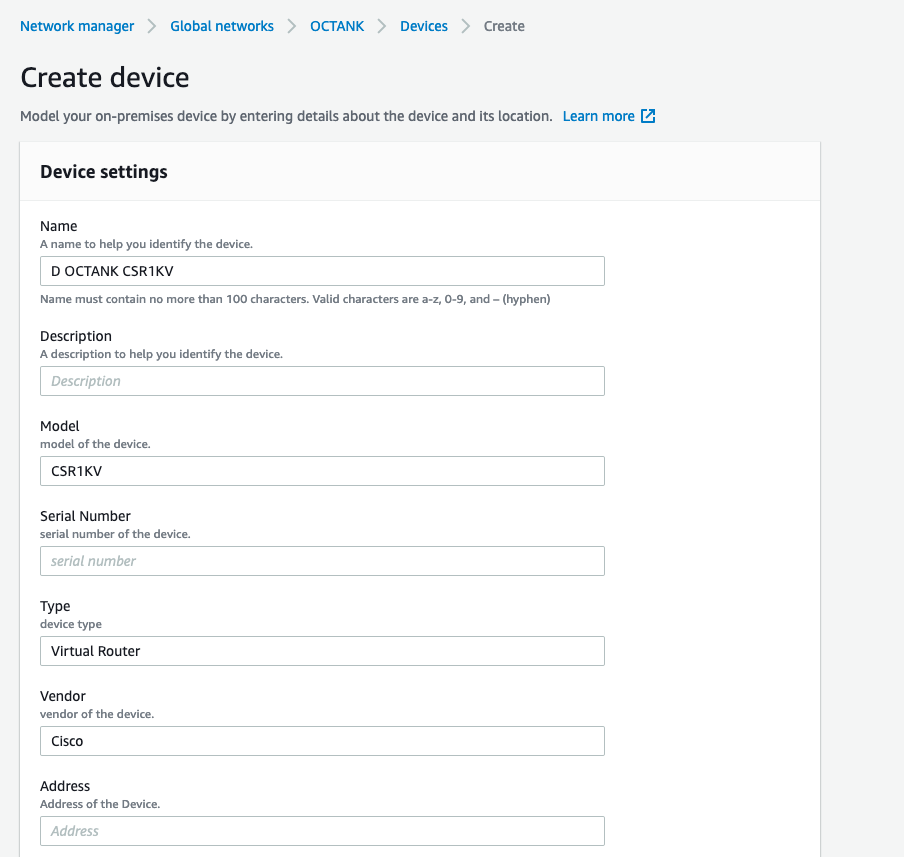 Network manager > Global networks > OCTANK > Devices > Create
Create device
Model your on-premises device by entering details about the device and its location. Learn more
Device settings
Name
A name to help you identify the device.
D OCTANK CSR1KV
Name must contain no more than 100 characters. Valid characters are a-z, 0-9, and – (hyphen)
Description
A description to help you identify the device.
Description
Model
model of the device.
CSR1KV
Serial Number
serial number of the device.
serial number
Type
device type
Virtual Router
Vendor
vendor of the device.
Cisco
Address
Address of the Device.
Address